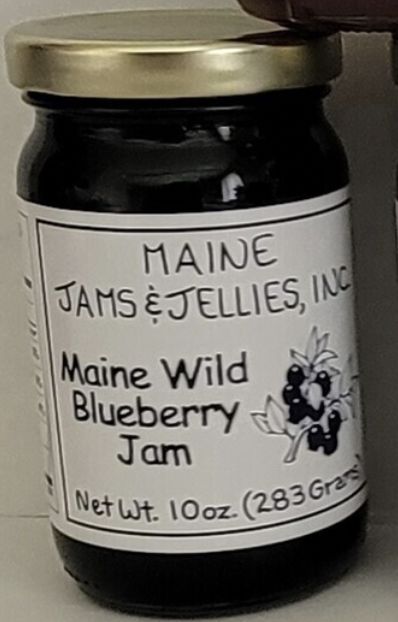 MAINE
JAMS & JELLIES, INC.
Maine Wild
Blueberry
Jam
Net Wt. 10oz. (283 Grams)